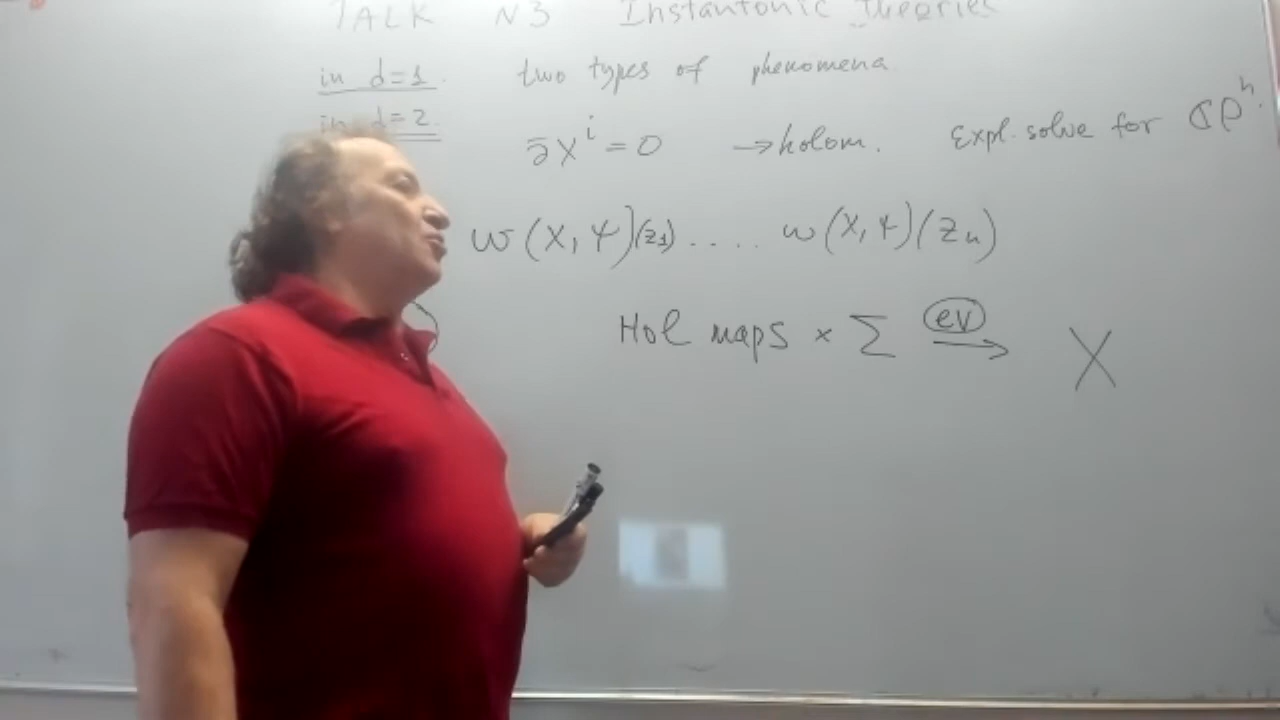 TALK N3 Instantonic Theories
in d=1. two types of phenomena.
in d=2.
∂̄X^i = 0 → holom. Expl. solve for ℂP^n.
ω(X,Ψ)(z₁) ..... ω(X,Ψ)(zₙ)
Hol maps × Σ →^{ev} X